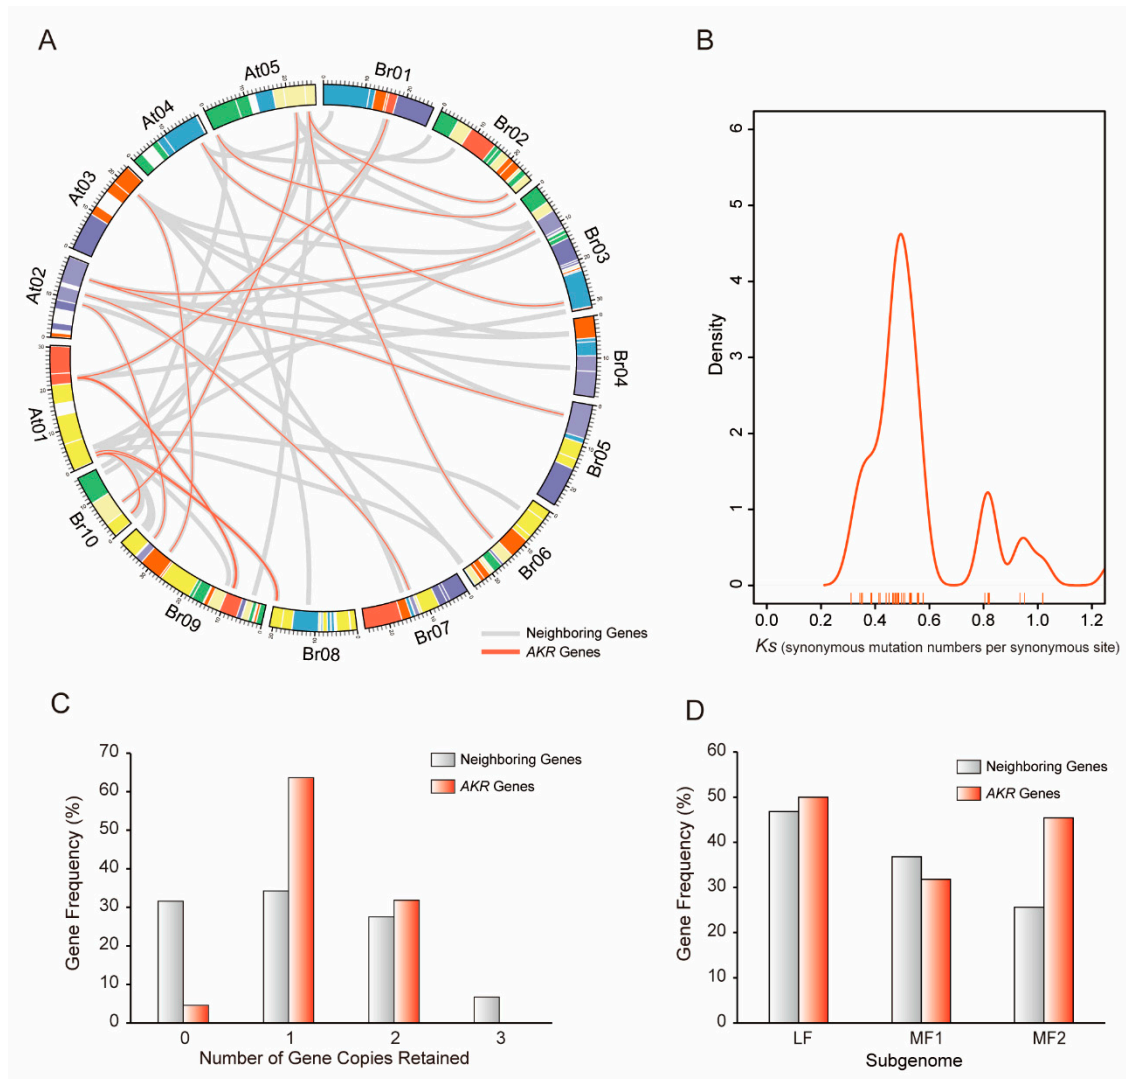 A
B
At05
Br01
At04
Br02
At03
Br03
At02
Br04
At01
Br05
Br10
Br06
Br09
Br08
Br07
Neighboring Genes
AKR Genes
6
5
4
3
2
1
0
Density
0.0 0.2 0.4 0.6 0.8 1.0 1.2
Ks (synonymous mutation numbers per synonymous site)
C
70
60
50
40
30
20
10
0
Gene Frequency (%)
Neighboring Genes
AKR Genes
0 1 2 3
Number of Gene Copies Retained
D
60
50
40
30
20
10
0
Gene Frequency (%)
Neighboring Genes
AKR Genes
LF MF1 MF2
Subgenome